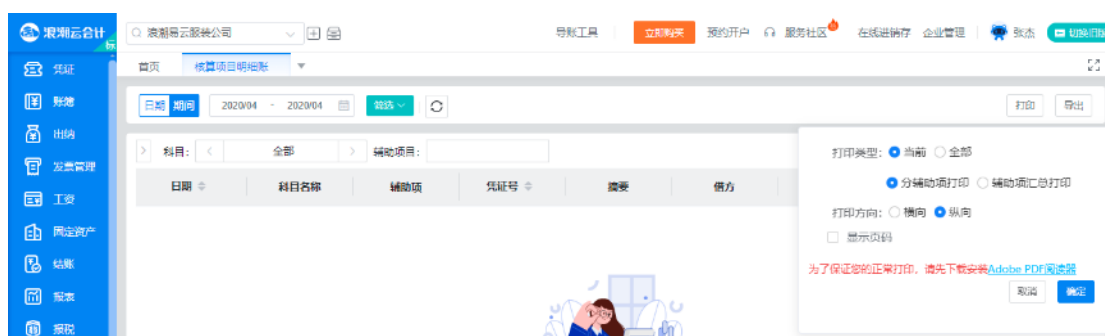 浪潮云会计
标
浪潮易云服装公司
导账工具
立即购买
预约开户
服务社区
在线进销存
企业管理
张杰
切换旧版
凭证
首页
核算项目明细账
账簿
日期
期间
2020/04 - 2020/04
筛选
打印
导出
出纳
科目:
全部
辅助项目:
打印类型: 当前 全部
发票管理
日期
科目名称
辅助项
凭证号
摘要
借方
分辅助项打印 辅助项汇总打印
工资
打印方向: 横向 纵向
固定资产
显示页码
结账
为了保证您的正常打印，请先下载安装Adobe PDF阅读器
报表
取消
确定
报税